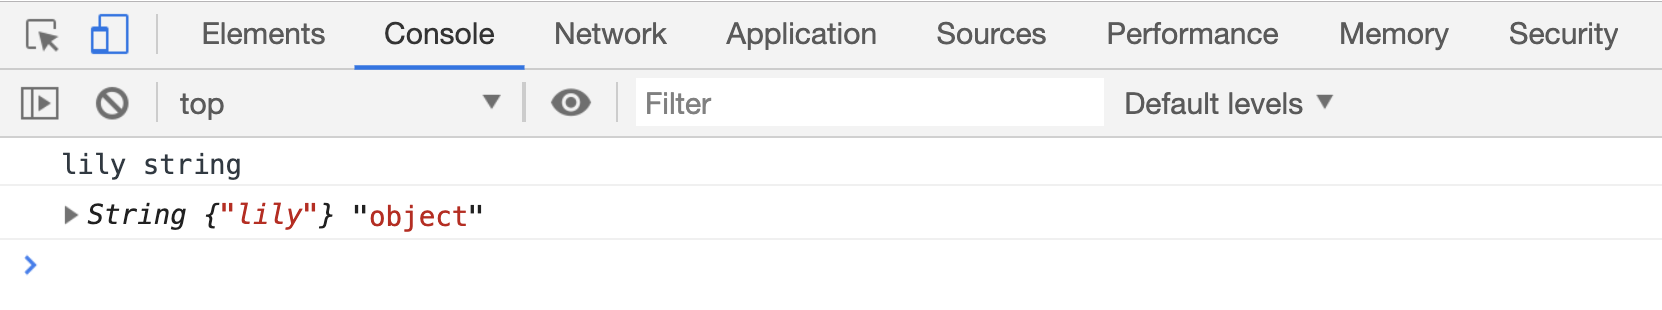 Elements Console Network Application Sources Performance Memory Security
top Filter Default levels
lily string
String {"lily"} "object"